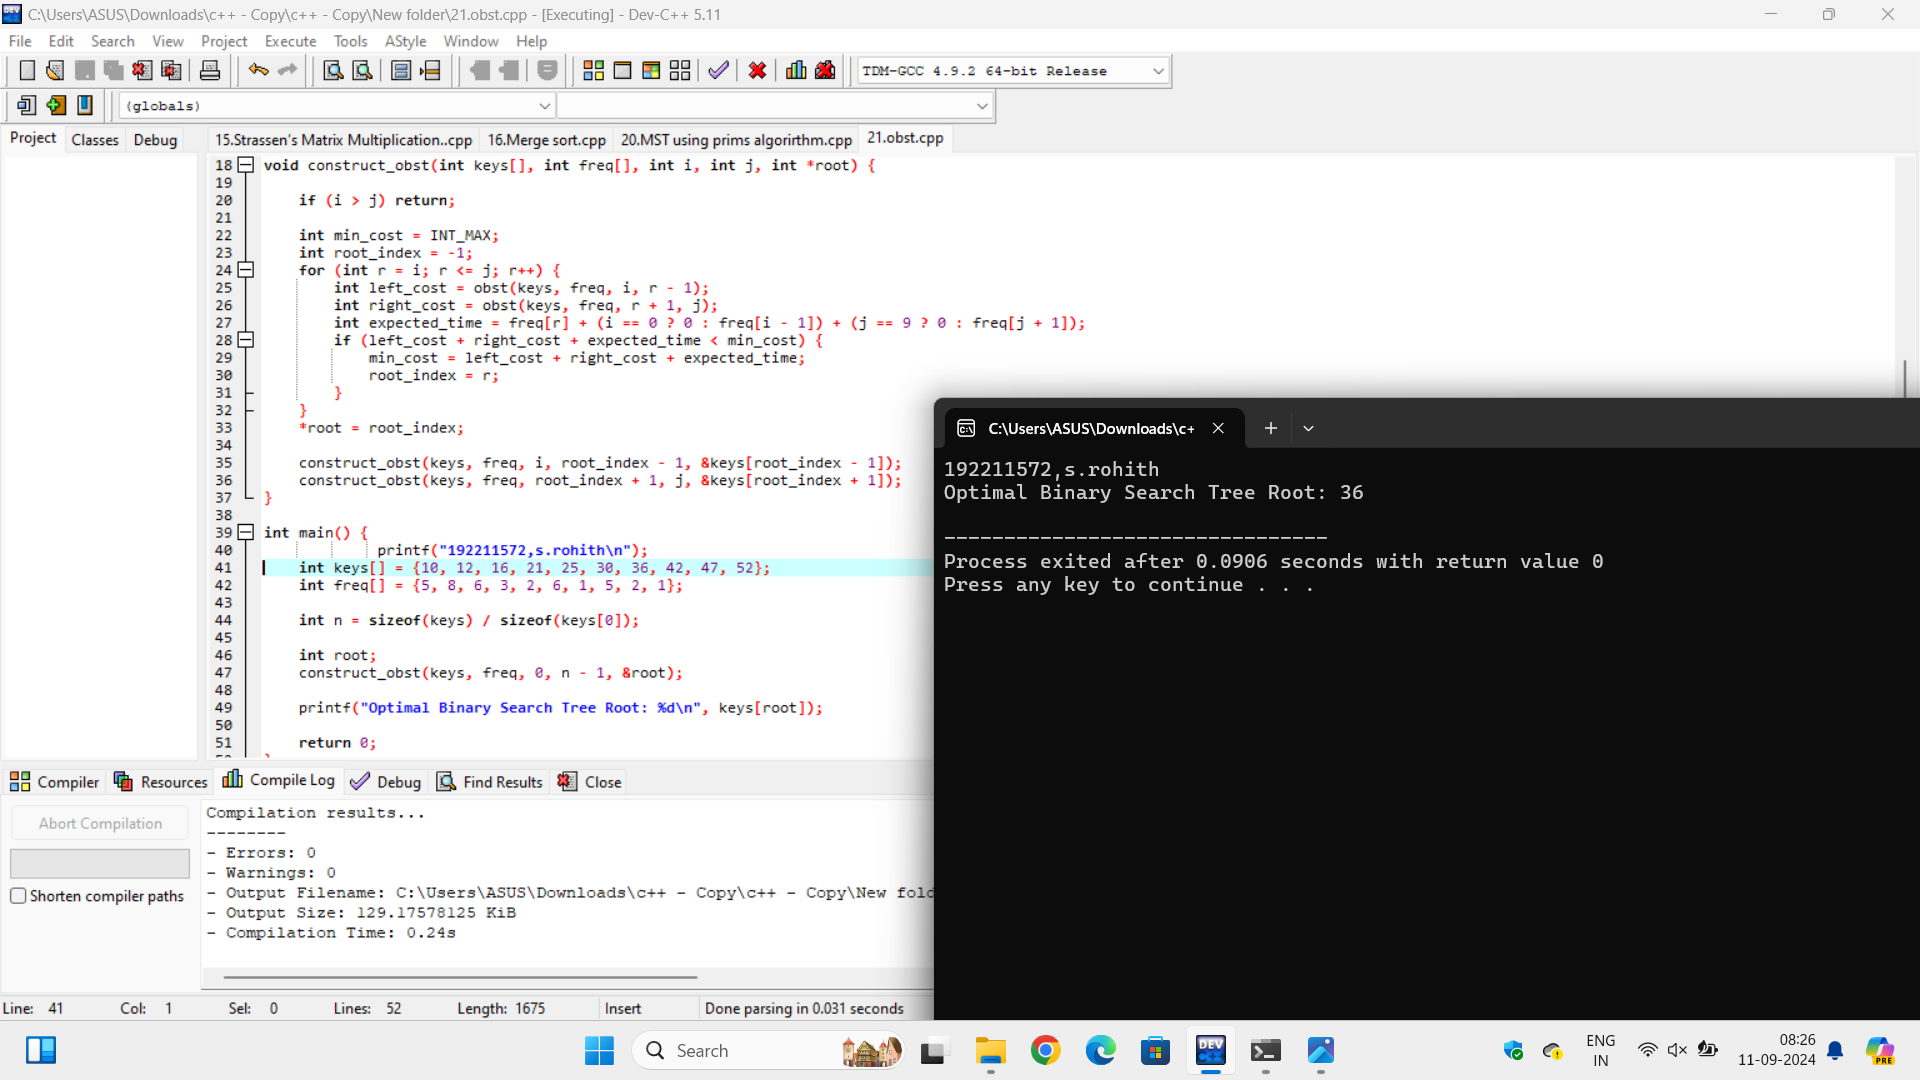 C:\Users\ASUS\Downloads\c++ - Copy\c++ - Copy\New folder\21.obst.cpp - [Executing] - Dev-C++ 5.11
File Edit Search View Project Execute Tools AStyle Window Help
TDM-GCC 4.9.2 64-bit Release
(globals)
Project Classes Debug
15.Strassen's Matrix Multiplication..cpp 16.Merge sort.cpp 20.MST using prims algorirthm.cpp 21.obst.cpp
18 void construct_obst(int keys[], int freq[], int i, int j, int *root) {
19
20 if (i > j) return;
21
22 int min_cost = INT_MAX;
23 int root_index = -1;
24 for (int r = i; r <= j; r++) {
25 int left_cost = obst(keys, freq, i, r - 1);
26 int right_cost = obst(keys, freq, r + 1, j);
27 int expected_time = freq[r] + (i == 0 ? 0 : freq[i - 1]) + (j == 9 ? 0 : freq[j + 1]);
28 if (left_cost + right_cost + expected_time < min_cost) {
29 min_cost = left_cost + right_cost + expected_time;
30 root_index = r;
31 }
32 }
33 *root = root_index;
34
35 construct_obst(keys, freq, i, root_index - 1, &keys[root_index - 1]);
36 construct_obst(keys, freq, root_index + 1, j, &keys[root_index + 1]);
37 }
38
39 int main() {
40 printf("192211572,s.rohith\n");
41 int keys[] = {10, 12, 16, 21, 25, 30, 36, 42, 47, 52};
42 int freq[] = {5, 8, 6, 3, 2, 6, 1, 5, 2, 1};
43
44 int n = sizeof(keys) / sizeof(keys[0]);
45
46 int root;
47 construct_obst(keys, freq, 0, n - 1, &root);
48
49 printf("Optimal Binary Search Tree Root: %d\n", keys[root]);
50
51 return 0;
C:\Users\ASUS\Downloads\c+
192211572,s.rohith
Optimal Binary Search Tree Root: 36
--------------------------------
Process exited after 0.0906 seconds with return value 0
Press any key to continue . . .
Compiler Resources Compile Log Debug Find Results Close
Abort Compilation
Shorten compiler paths
Compilation results...
--------
- Errors: 0
- Warnings: 0
- Output Filename: C:\Users\ASUS\Downloads\c++ - Copy\c++ - Copy\New fold
- Output Size: 129.17578125 KiB
- Compilation Time: 0.24s
Line: 41 Col: 1 Sel: 0 Lines: 52 Length: 1675 Insert Done parsing in 0.031 seconds
Search
DEV
C++
ENG
IN
08:26
11-09-2024
PRE